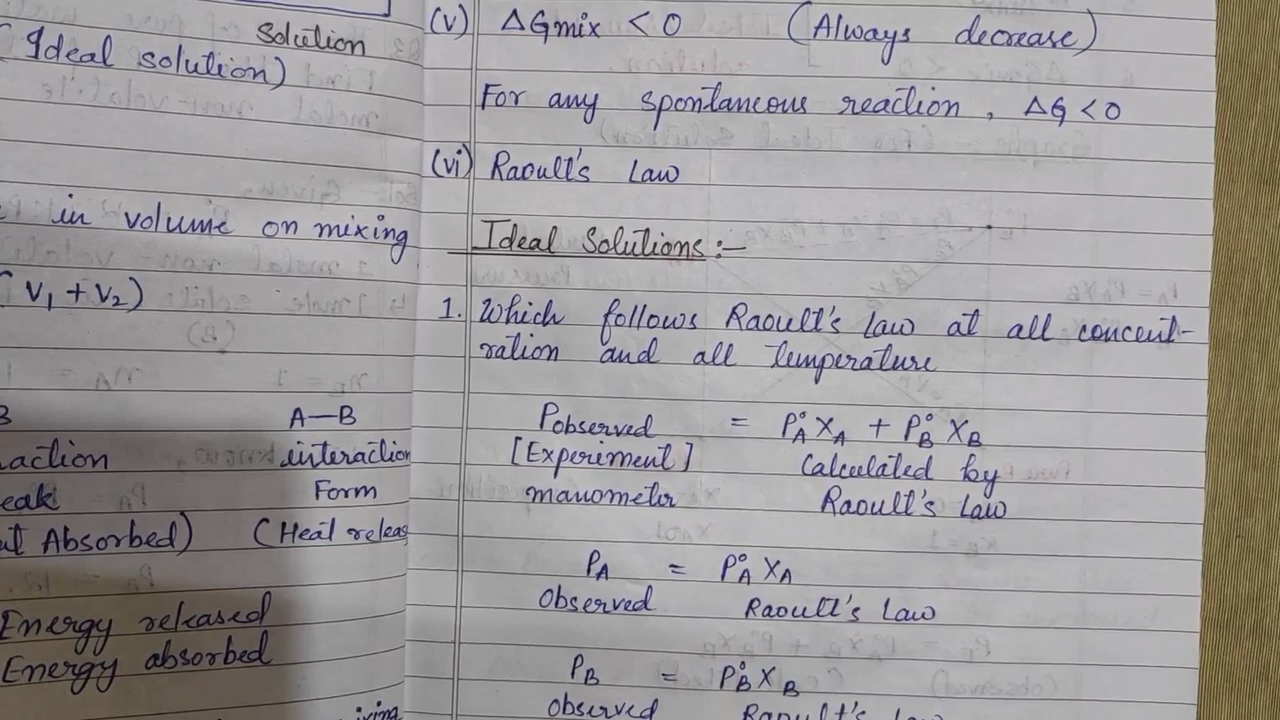 Solution
(Ideal solution)
in volume on mixing
(V₁ + V₂)
A—B
interaction
Form
Absorbed) (Heat releas
Energy released
Energy absorbed
(v) ΔGmix < 0 (Always decrease)
For any spontaneous reaction, ΔG < 0
(vi) Raoult's Law
Ideal Solutions :-
1. Which follows Raoult's law at all concent-
ration and all temperature
Pobserved = P°A XA + P°B XB
[Experiment] Calculated by
manometer Raoult's Law
PA = P°A XA
Observed Raoult's Law
PB = P°B XB
observed Raoult's Law